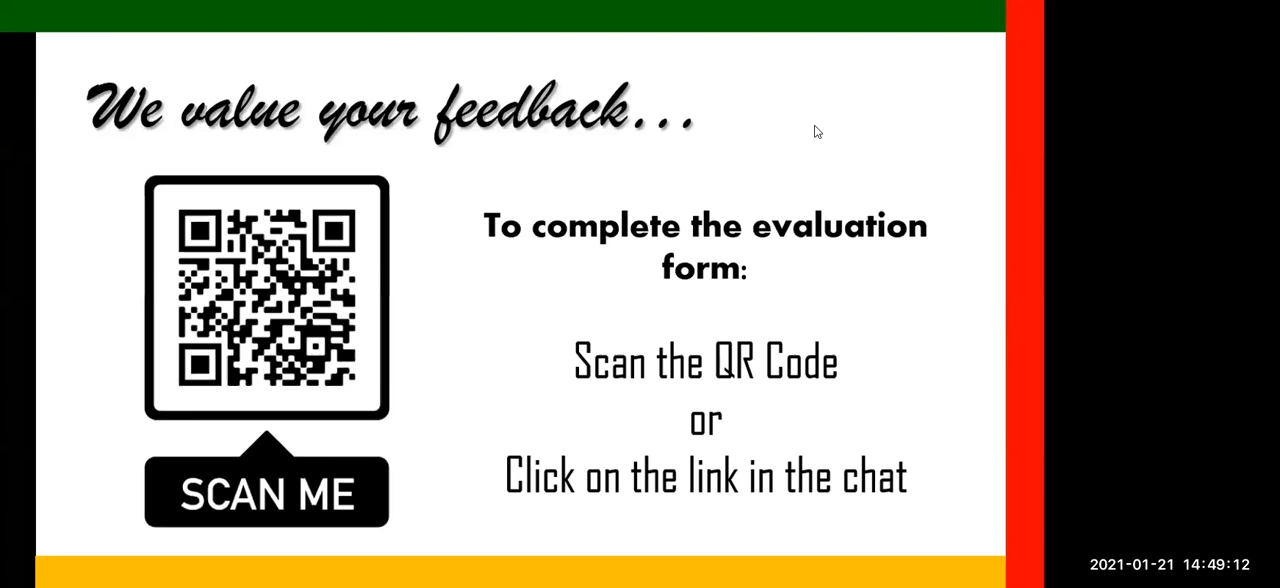 We value your feedback...
To complete the evaluation
form:
Scan the QR Code
or
Click on the link in the chat
SCAN ME
2021-01-21 14:49:12